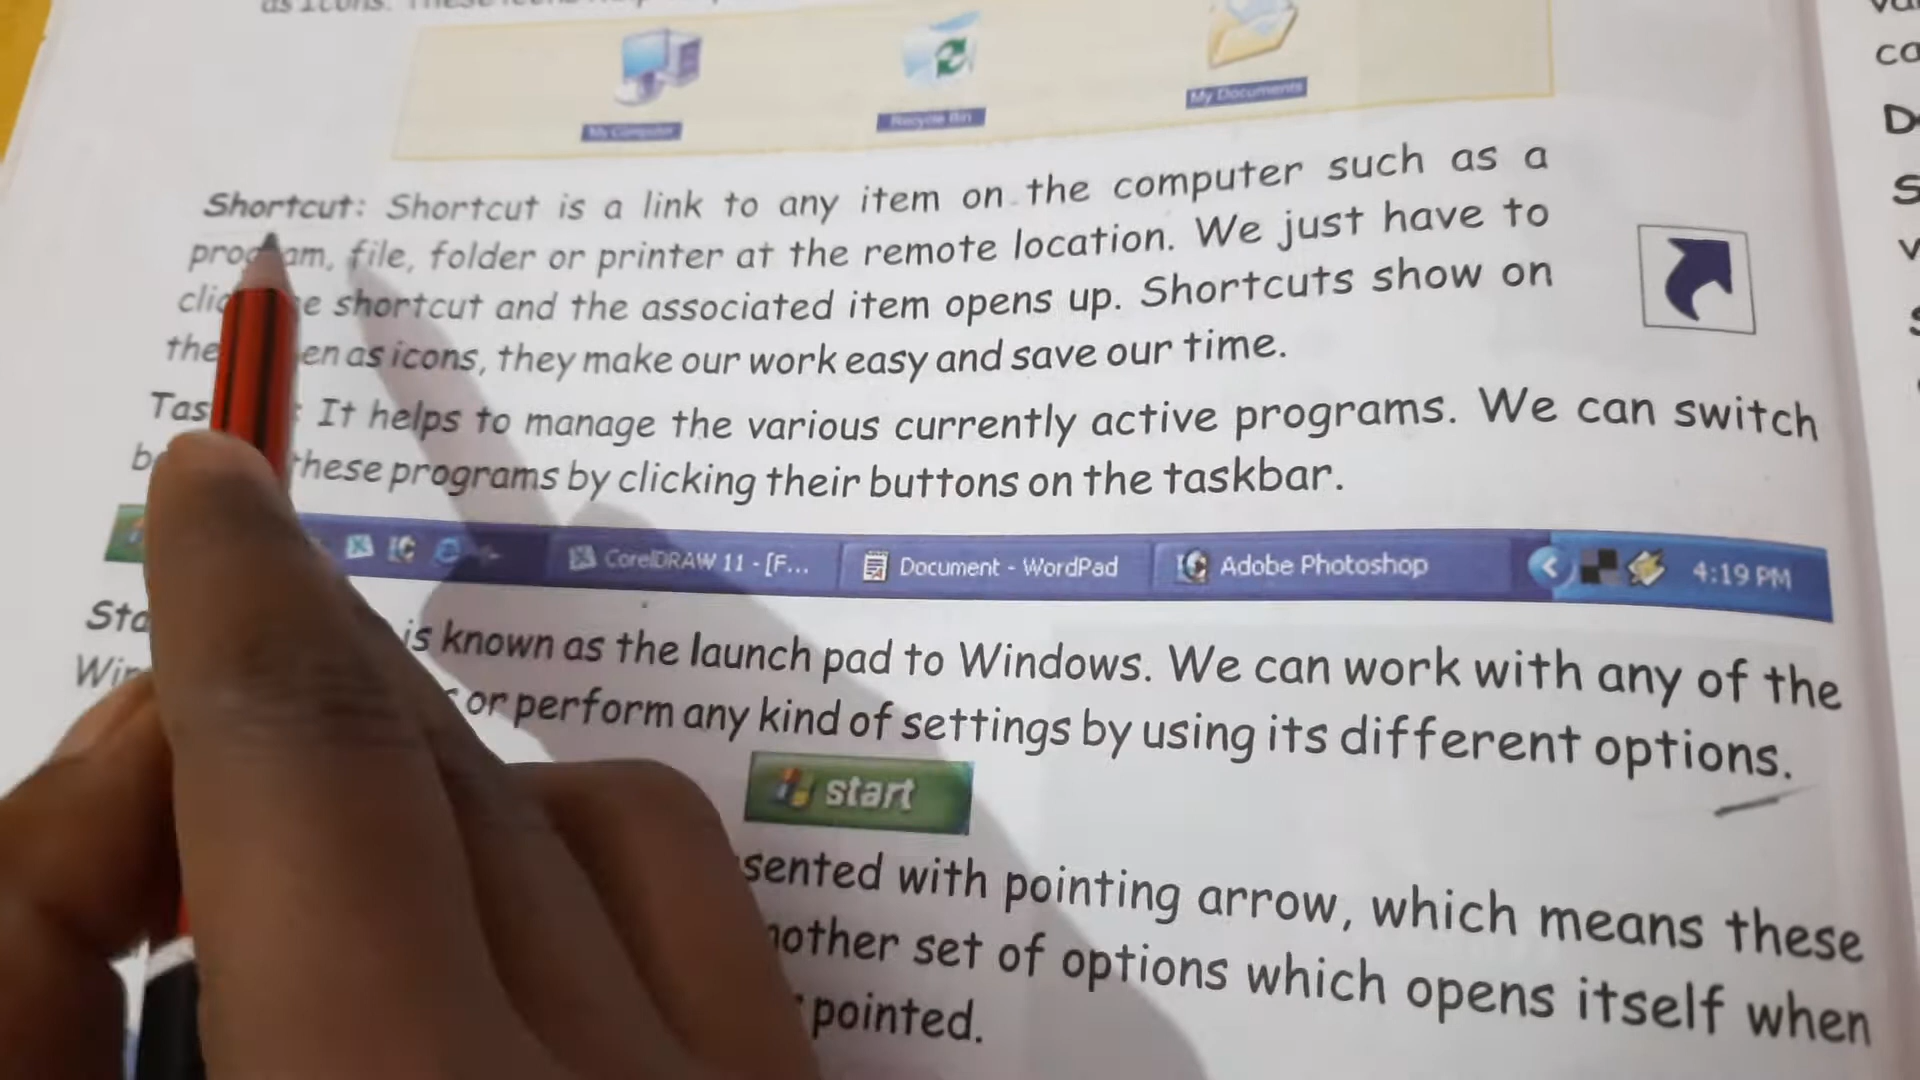 as icons. These icons
My Computer
Recycle Bin
My Documents
Shortcut: Shortcut is a link to any item on the computer such as a
program, file, folder or printer at the remote location. We just have to
shortcut and the associated item opens up. Shortcuts show on
as icons, they make our work easy and save our time.
It helps to manage the various currently active programs. We can switch
these programs by clicking their buttons on the taskbar.
CorelDRAW 11 - [F...
Document - WordPad
Adobe Photoshop
4:19 PM
is known as the launch pad to Windows. We can work with any of the
or perform any kind of settings by using its different options.
start
with pointing arrow, which means these
set of options which opens itself when
pointed.